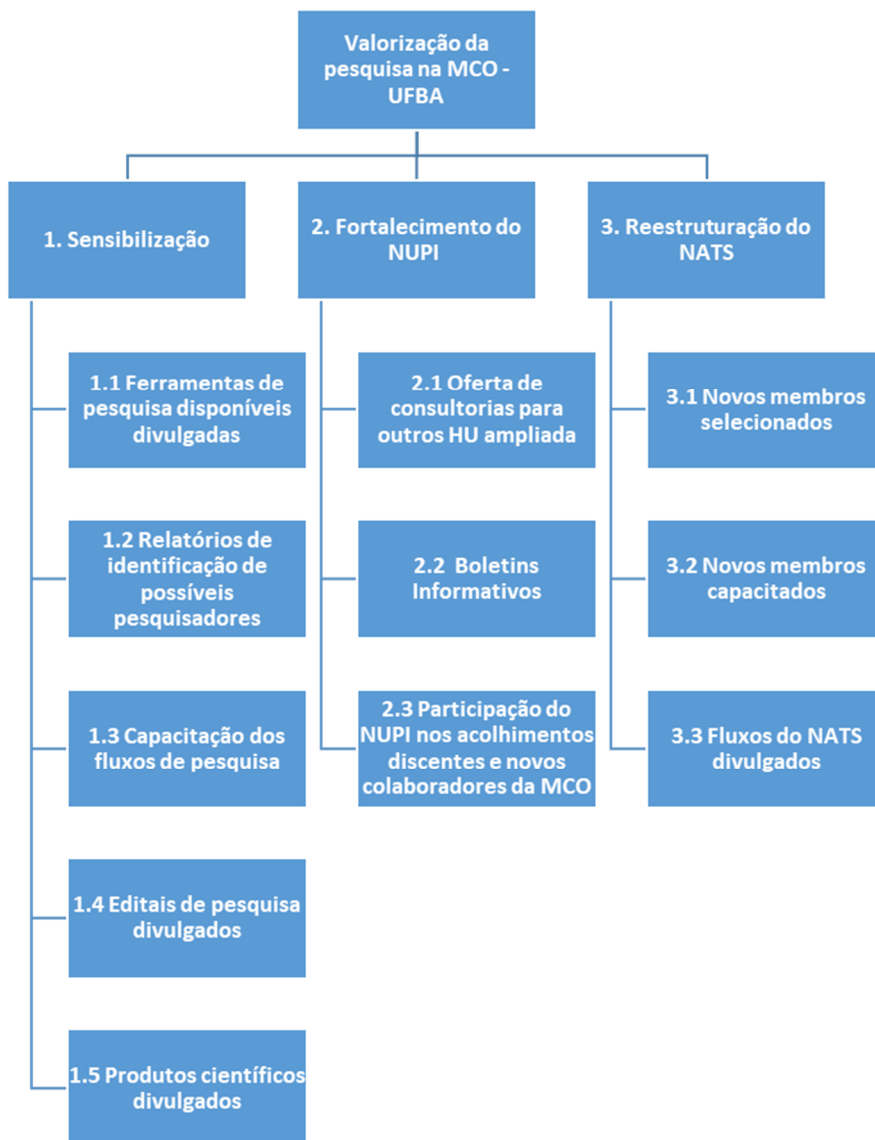 Valorização da
pesquisa na MCO -
UFBA
1. Sensibilização
2. Fortalecimento do
NUPI
3. Reestruturação do
NATS
1.1 Ferramentas de
pesquisa disponíveis
divulgadas
2.1 Oferta de
consultorias para
outros HU ampliada
3.1 Novos membros
selecionados
1.2 Relatórios de
identificação de
possíveis
pesquisadores
2.2 Boletins
Informativos
3.2 Novos membros
capacitados
1.3 Capacitação dos
fluxos de pesquisa
2.3 Participação do
NUPI nos acolhimentos
discentes e novos
colaboradores da MCO
3.3 Fluxos do NATS
divulgados
1.4 Editais de pesquisa
divulgados
1.5 Produtos científicos
divulgados